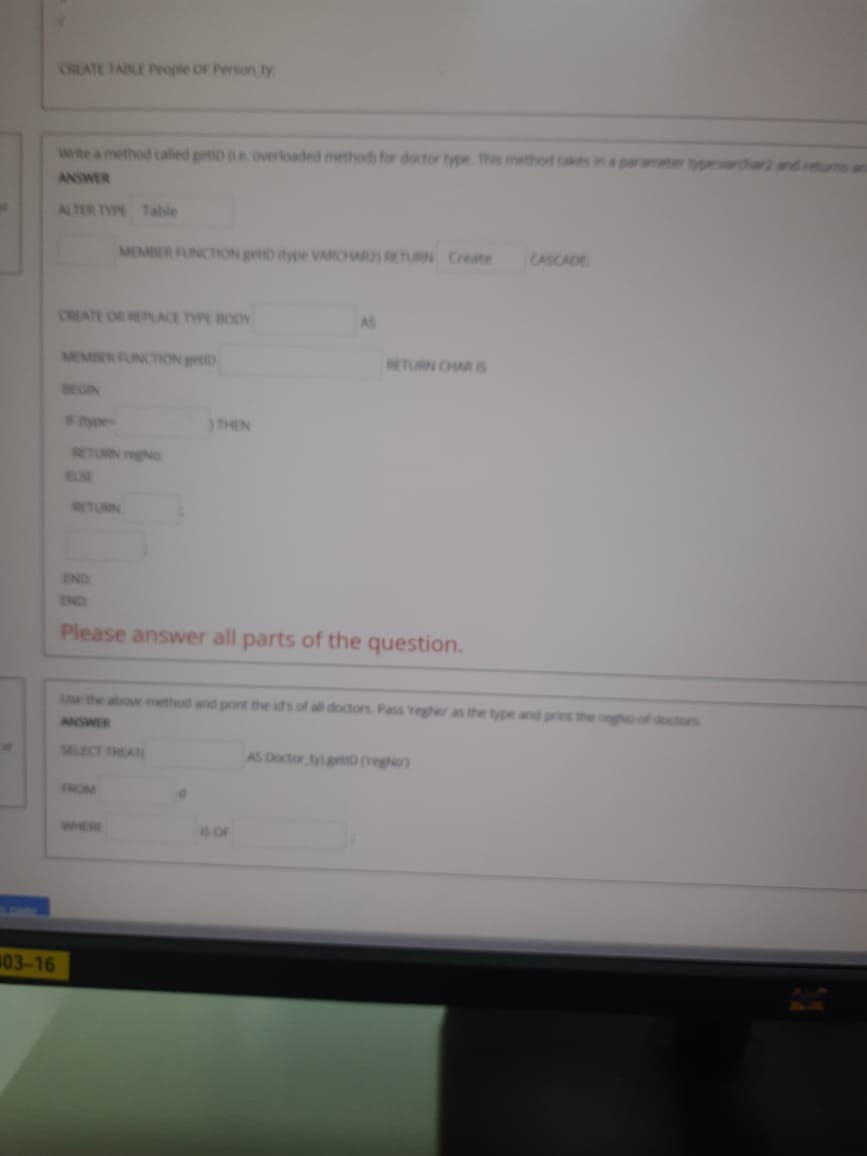 CREATE TABLE People OF Person_ty;
Write a method called getID (i.e. overloaded method) for doctor type. This method takes in a parameter type:varchar2 and returns an
ANSWER
ALTER TYPE Table
MEMBER FUNCTION getID (type VARCHAR2) RETURN Create CASCADE;
CREATE OR REPLACE TYPE BODY AS
MEMBER FUNCTION getID RETURN CHAR IS
BEGIN
IF (type= ) THEN
RETURN regNo;
ELSE
RETURN ;
;
END;
END;
Please answer all parts of the question.
Use the above method and print the id's of all doctors. Pass 'regNo' as the type and print the regNo of doctors
ANSWER
SELECT TREAT( AS Doctor_ty).getID ('regNo')
FROM d
WHERE IS OF ;
03-16